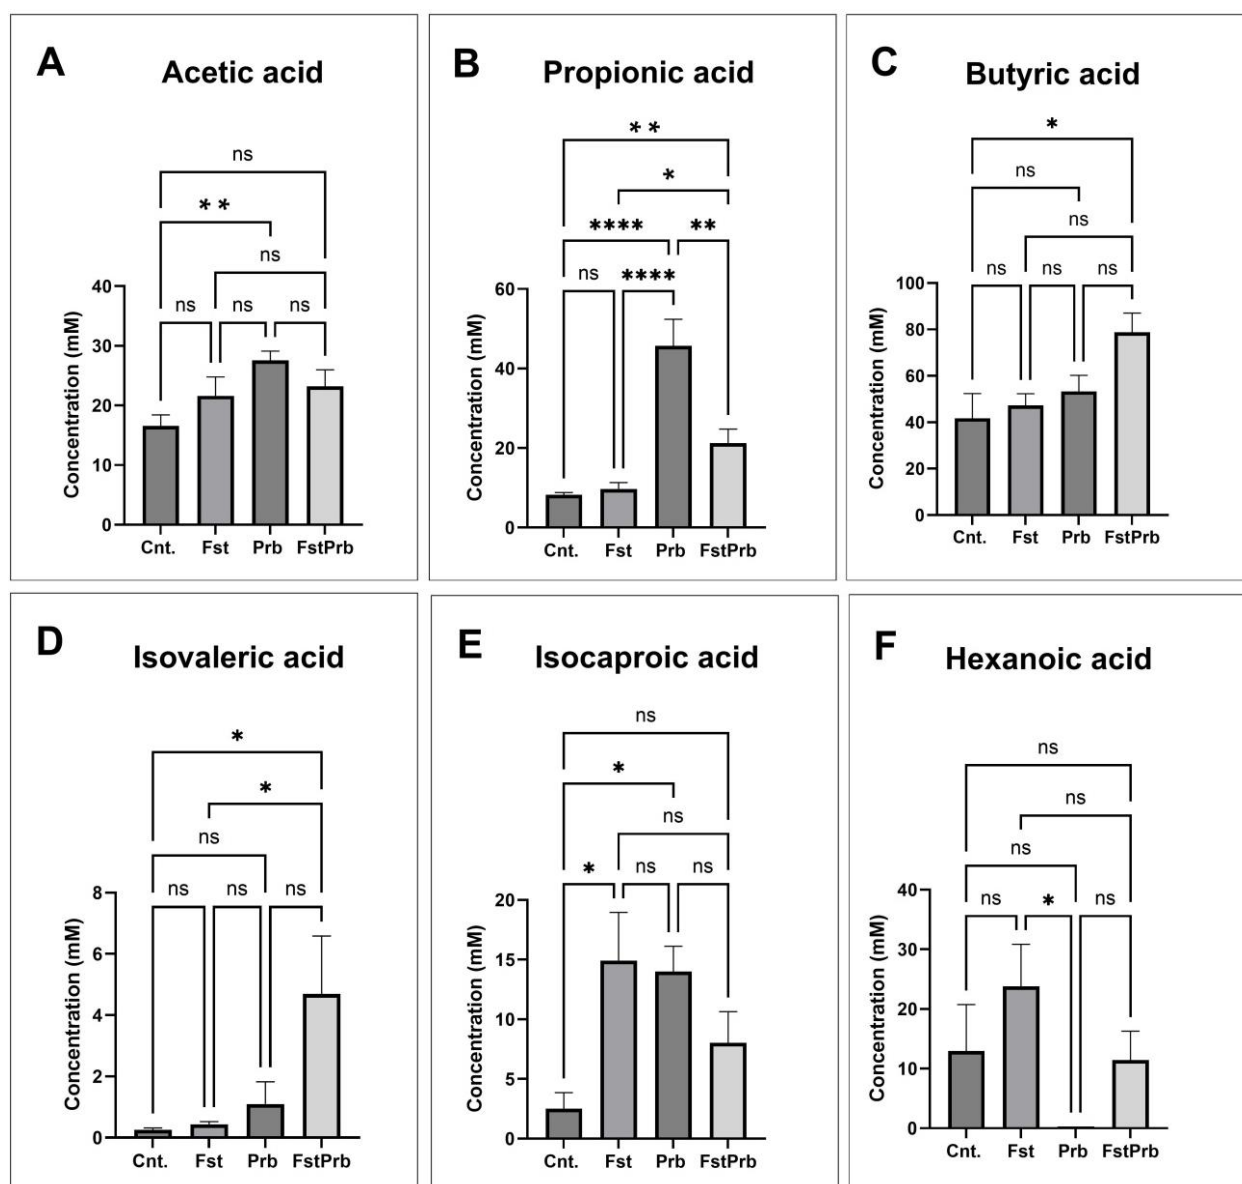 A Acetic acid
ns
* *
ns
ns ns ns
Concentration (mM)
40
30
20
10
0
Cnt. Fst Prb FstPrb
B Propionic acid
* *
*
**** **
ns ****
Concentration (mM)
60
40
20
0
Cnt. Fst Prb FstPrb
C Butyric acid
*
ns
ns
ns ns ns
Concentration (mM)
100
80
60
40
20
0
Cnt. Fst Prb FstPrb
D Isovaleric acid
*
*
ns
ns ns ns
Concentration (mM)
8
6
4
2
0
Cnt. Fst Prb FstPrb
E Isocaproic acid
ns
*
ns
* ns ns
Concentration (mM)
20
15
10
5
0
Cnt. Fst Prb FstPrb
F Hexanoic acid
ns
ns
ns
ns * ns
Concentration (mM)
40
30
20
10
0
Cnt. Fst Prb FstPrb